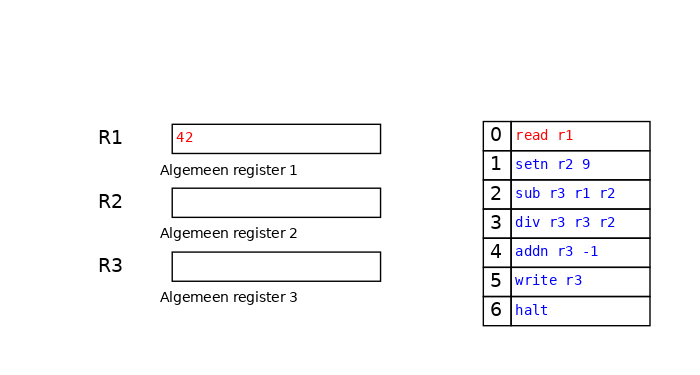 R1
42
Algemeen register 1
R2
Algemeen register 2
R3
Algemeen register 3
0 read r1
1 setn r2 9
2 sub r3 r1 r2
3 div r3 r3 r2
4 addn r3 -1
5 write r3
6 halt